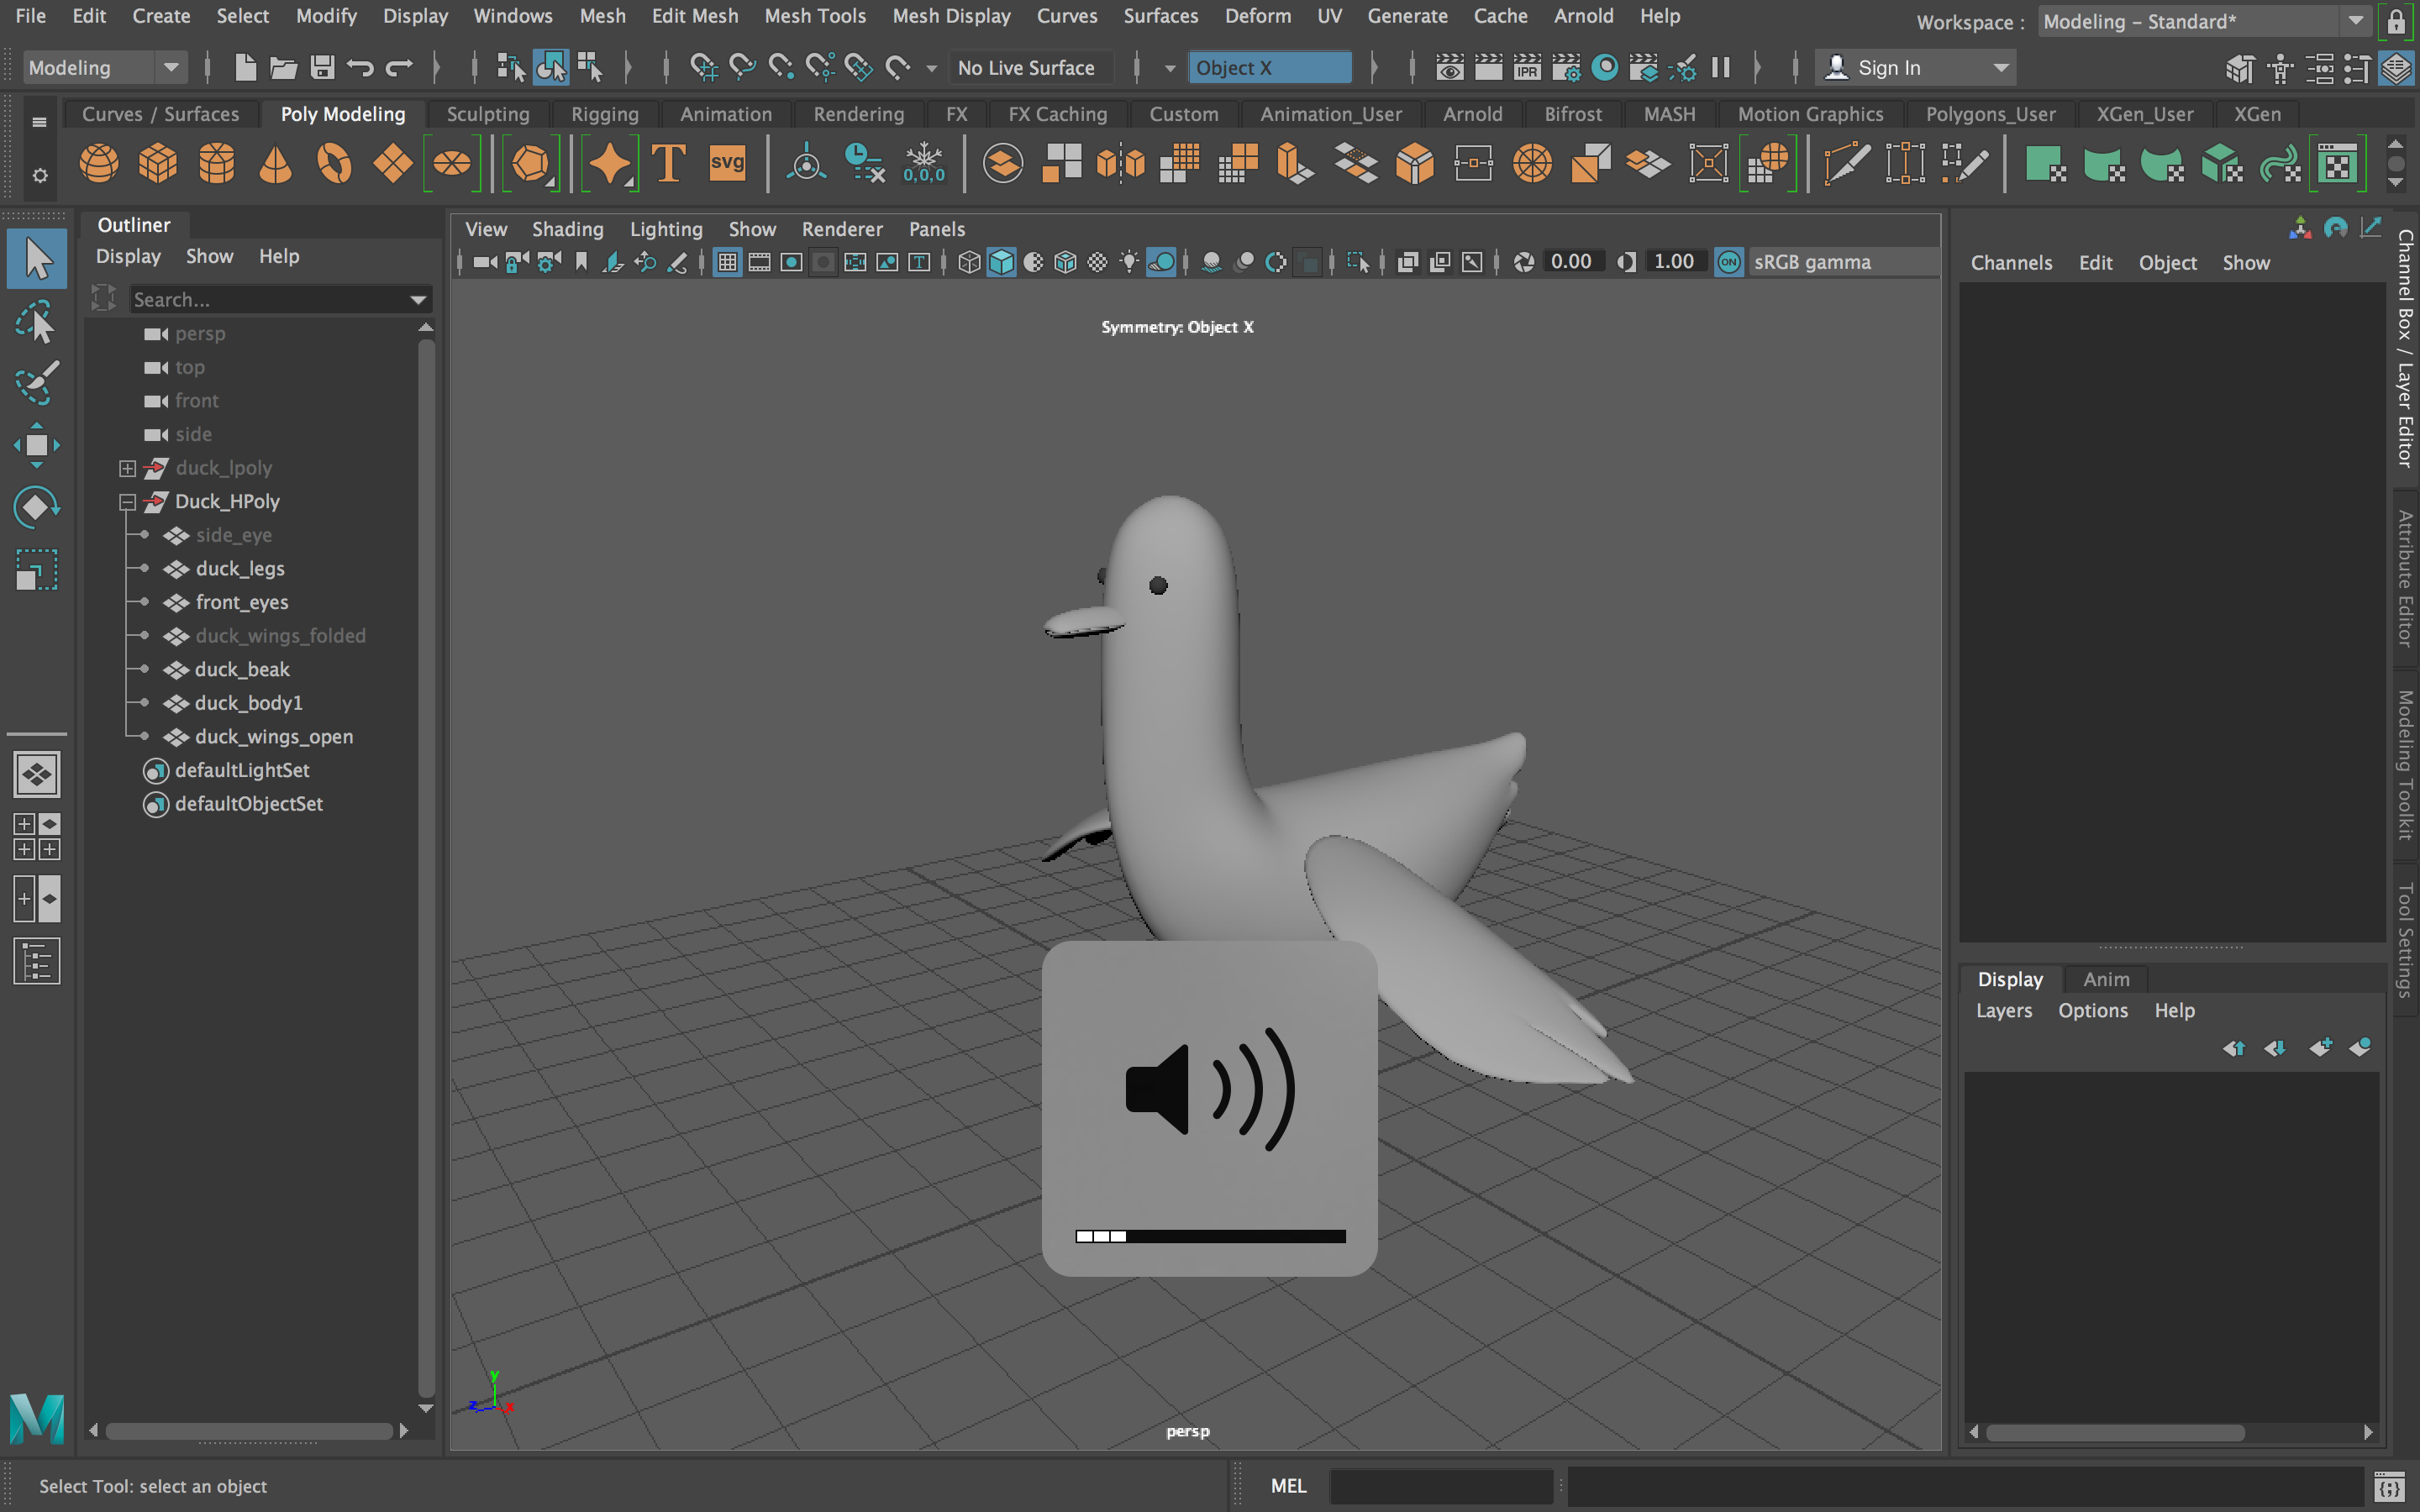 File Edit Create Select Modify Display Windows Mesh Edit Mesh Mesh Tools Mesh Display Curves Surfaces Deform UV Generate Cache Arnold Help Workspace : Modeling - Standard*
Modeling No Live Surface Object X IPR Sign In
Curves / Surfaces Poly Modeling Sculpting Rigging Animation Rendering FX FX Caching Custom Animation_User Arnold Bifrost MASH Motion Graphics Polygons_User XGen_User XGen
T svg 0,0,0
Outliner
Display Show Help
Search...
persp
top
front
side
duck_lpoly
Duck_HPoly
side_eye
duck_legs
front_eyes
duck_wings_folded
duck_beak
duck_body1
duck_wings_open
defaultLightSet
defaultObjectSet
View Shading Lighting Show Renderer Panels
0.00 1.00 ON sRGB gamma
Symmetry: Object X
y
z x
persp
Channels Edit Object Show
Channel Box / Layer Editor
Attribute Editor
Modeling Toolkit
Tool Settings
Display Anim
Layers Options Help
M
Select Tool: select an object
MEL